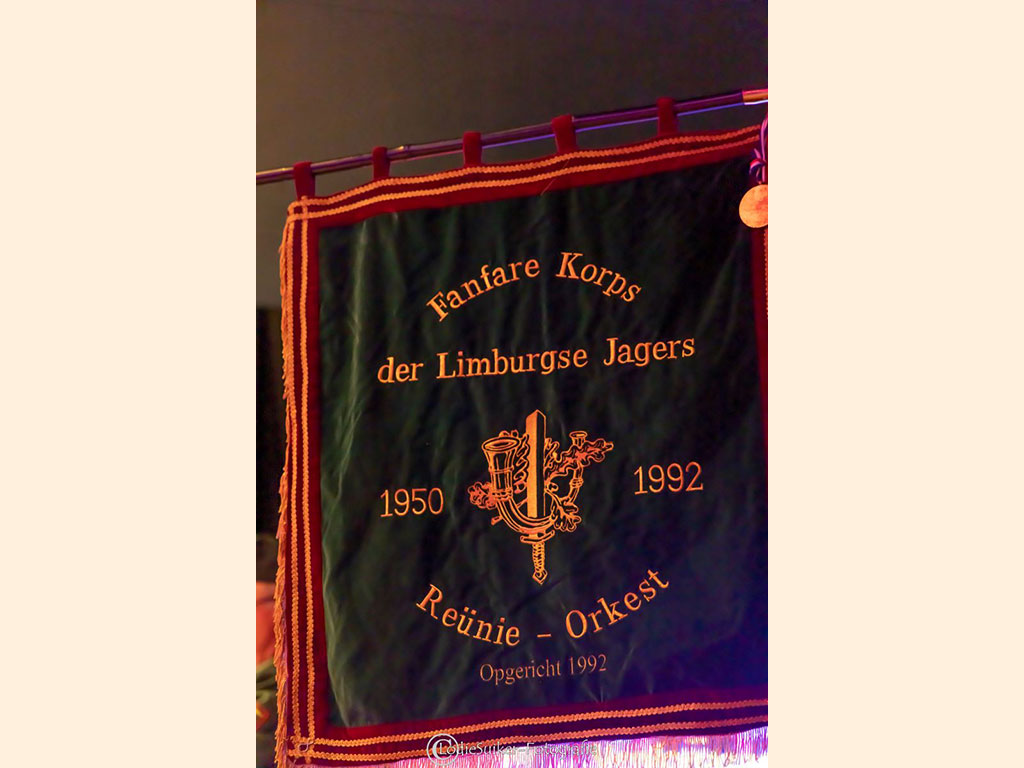 Fanfare Korps
der Limburgse Jagers
1950 1992
Reünie - Orkest
Opgericht 1992